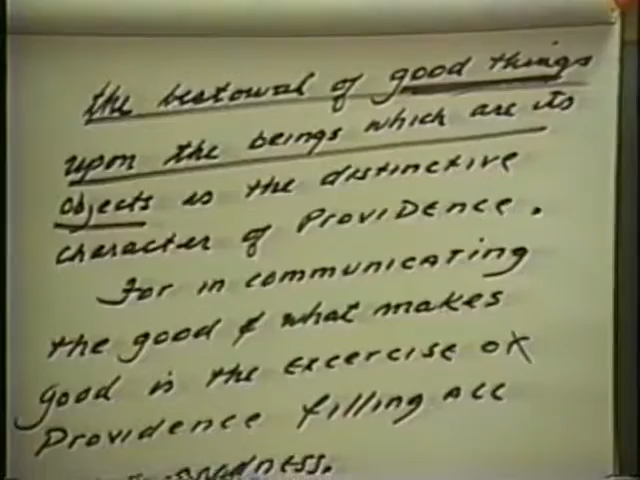 the bestowal of good things
upon the beings which are its
objects is the distinctive
character of Providence.
For in communicating
the good & what makes
good is the excercise of
Providence filling all